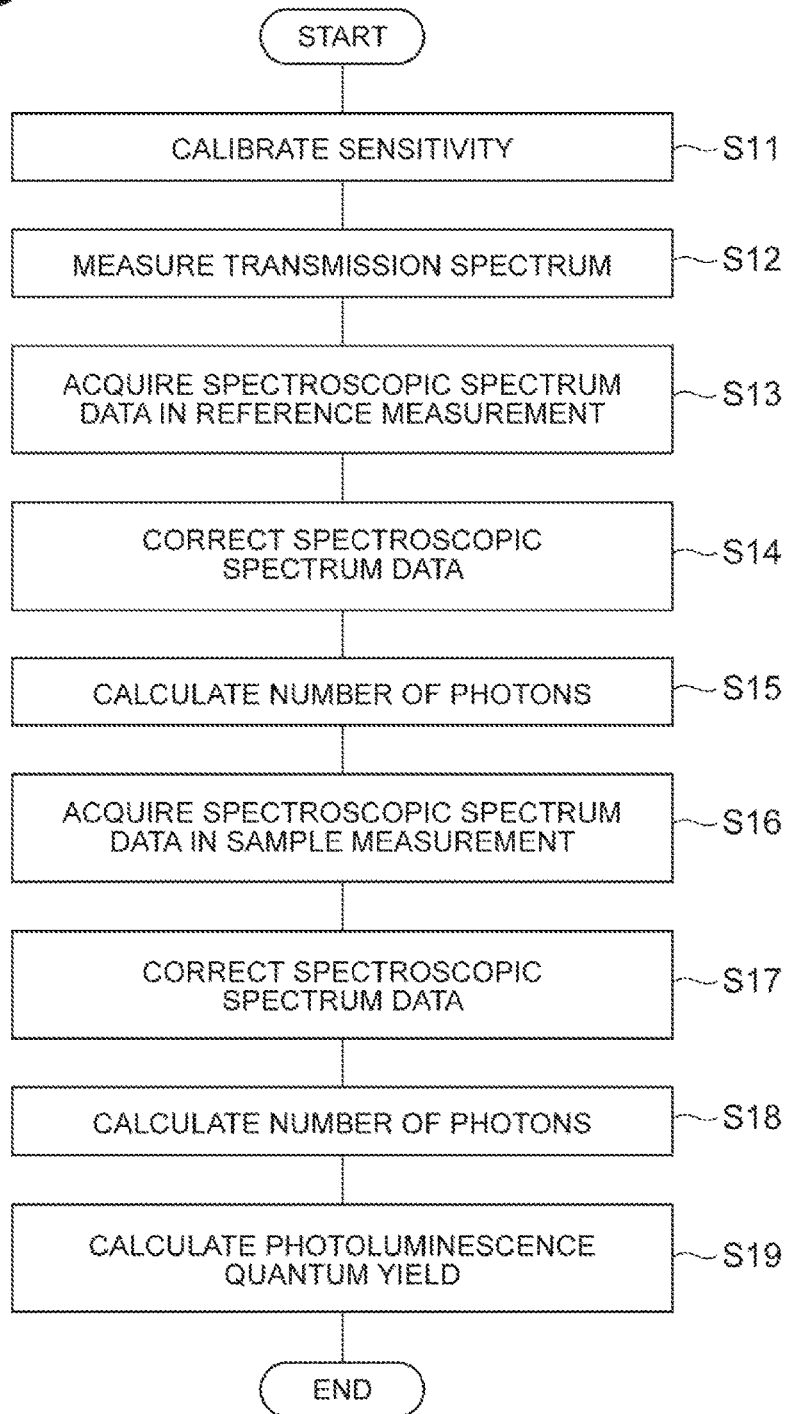 START
CALIBRATE SENSITIVITY
S11
MEASURE TRANSMISSION SPECTRUM
S12
ACQUIRE SPECTROSCOPIC SPECTRUM
DATA IN REFERENCE MEASUREMENT
S13
CORRECT SPECTROSCOPIC
SPECTRUM DATA
S14
CALCULATE NUMBER OF PHOTONS
S15
ACQUIRE SPECTROSCOPIC SPECTRUM
DATA IN SAMPLE MEASUREMENT
S16
CORRECT SPECTROSCOPIC
SPECTRUM DATA
S17
CALCULATE NUMBER OF PHOTONS
S18
CALCULATE PHOTOLUMINESCENCE
QUANTUM YIELD
S19
END